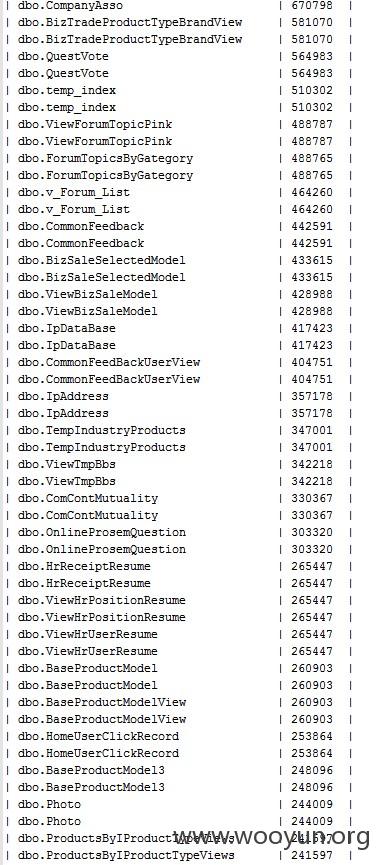 | dbo.CompanyAsso | 670798 |
| dbo.BizTradeProductTypeBrandView | 581070 |
| dbo.BizTradeProductTypeBrandView | 581070 |
| dbo.QuestVote | 564983 |
| dbo.QuestVote | 564983 |
| dbo.temp_index | 510302 |
| dbo.temp_index | 510302 |
| dbo.ViewForumTopicPink | 488787 |
| dbo.ViewForumTopicPink | 488787 |
| dbo.ForumTopicsByGategory | 488765 |
| dbo.ForumTopicsByGategory | 488765 |
| dbo.v_Forum_List | 464260 |
| dbo.v_Forum_List | 464260 |
| dbo.CommonFeedback | 442591 |
| dbo.CommonFeedback | 442591 |
| dbo.BizSaleSelectedModel | 433615 |
| dbo.BizSaleSelectedModel | 433615 |
| dbo.ViewBizSaleModel | 428988 |
| dbo.ViewBizSaleModel | 428988 |
| dbo.IpDataBase | 417423 |
| dbo.IpDataBase | 417423 |
| dbo.CommonFeedBackUserView | 404751 |
| dbo.CommonFeedBackUserView | 404751 |
| dbo.IpAddress | 357178 |
| dbo.IpAddress | 357178 |
| dbo.TempIndustryProducts | 347001 |
| dbo.TempIndustryProducts | 347001 |
| dbo.ViewTmpBbs | 342218 |
| dbo.ViewTmpBbs | 342218 |
| dbo.ComContMutuality | 330367 |
| dbo.ComContMutuality | 330367 |
| dbo.OnlineProsemQuestion | 303320 |
| dbo.OnlineProsemQuestion | 303320 |
| dbo.HrReceiptResume | 265447 |
| dbo.HrReceiptResume | 265447 |
| dbo.ViewHrPositionResume | 265447 |
| dbo.ViewHrPositionResume | 265447 |
| dbo.ViewHrUserResume | 265447 |
| dbo.ViewHrUserResume | 265447 |
| dbo.BaseProductModel | 260903 |
| dbo.BaseProductModel | 260903 |
| dbo.BaseProductModelView | 260903 |
| dbo.BaseProductModelView | 260903 |
| dbo.HomeUserClickRecord | 253864 |
| dbo.HomeUserClickRecord | 253864 |
| dbo.BaseProductModel3 | 248096 |
| dbo.BaseProductModel3 | 248096 |
| dbo.Photo | 244009 |
| dbo.Photo | 244009 |
| dbo.ProductsByIProductTypeViews | 241597 |
www.wooyun.org
| dbo.ProductsByIProductTypeViews | 241597 |